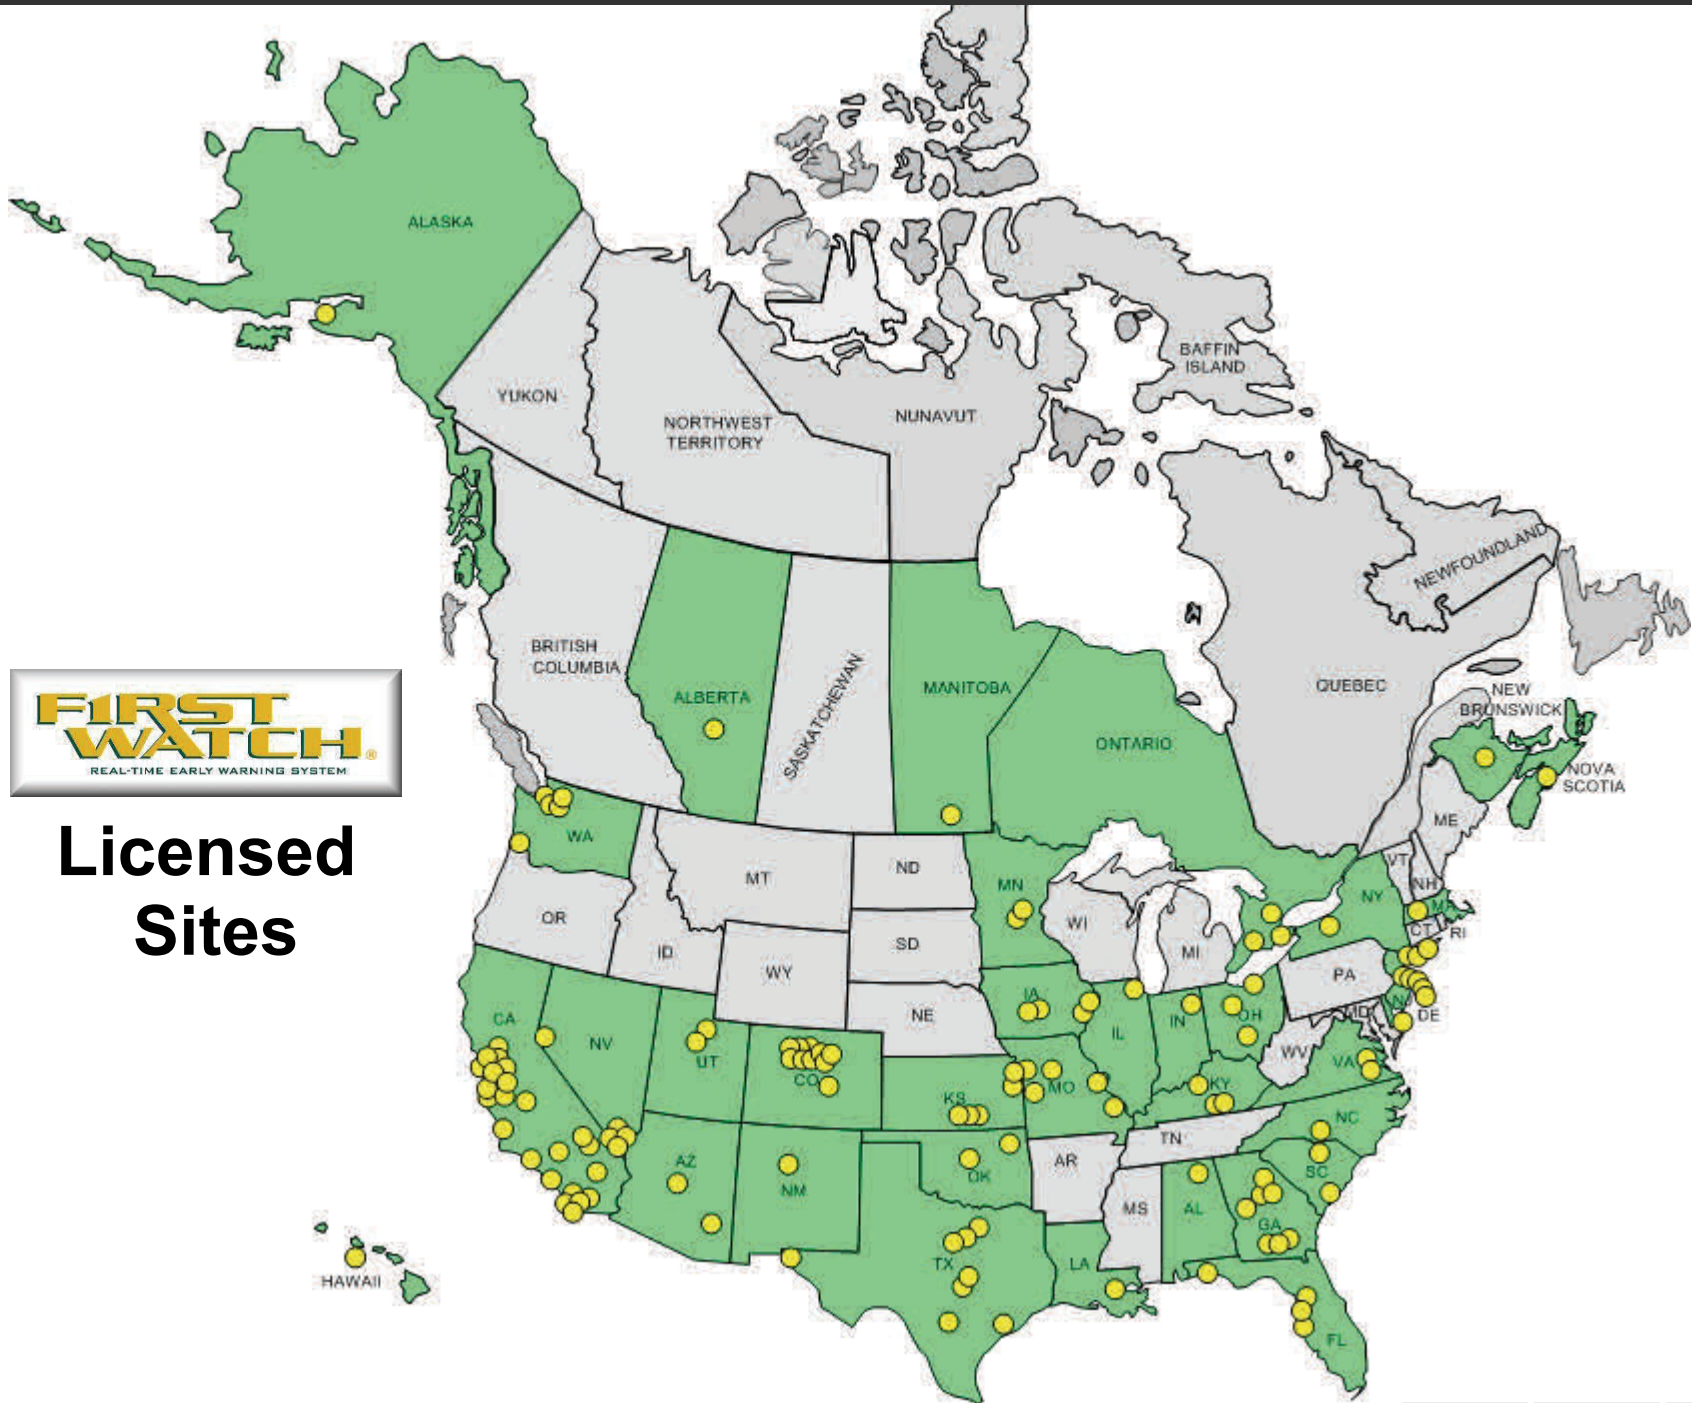 ALASKA
YUKON
NORTHWEST
TERRITORY
NUNAVUT
BAFFIN
ISLAND
NEWFOUNDLAND
BRITISH
COLUMBIA
ALBERTA
SASKATCHEWAN
MANITOBA
ONTARIO
QUEBEC
NEW
BRUNSWICK
NOVA
SCOTIA
FIRST
WATCH®
REAL-TIME EARLY WARNING SYSTEM
Licensed
Sites
WA
MT
ND
MN
OR
ID
WY
SD
WI
MI
NY
VT
NH
ME
MA
CT
RI
PA
NJ
MD
DE
CA
NV
UT
CO
NE
IA
IL
IN
OH
WV
VA
KS
MO
KY
NC
TN
SC
AZ
NM
OK
AR
MS
AL
GA
TX
LA
FL
HAWAII